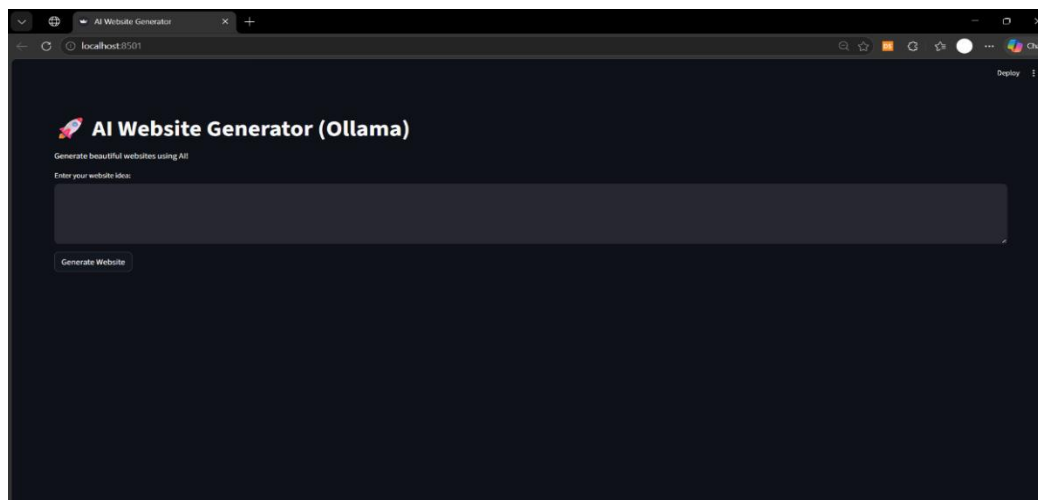 AI Website Generator
localhost:8501
Deploy
🚀 AI Website Generator (Ollama)
Generate beautiful websites using AI!
Enter your website idea:
Generate Website